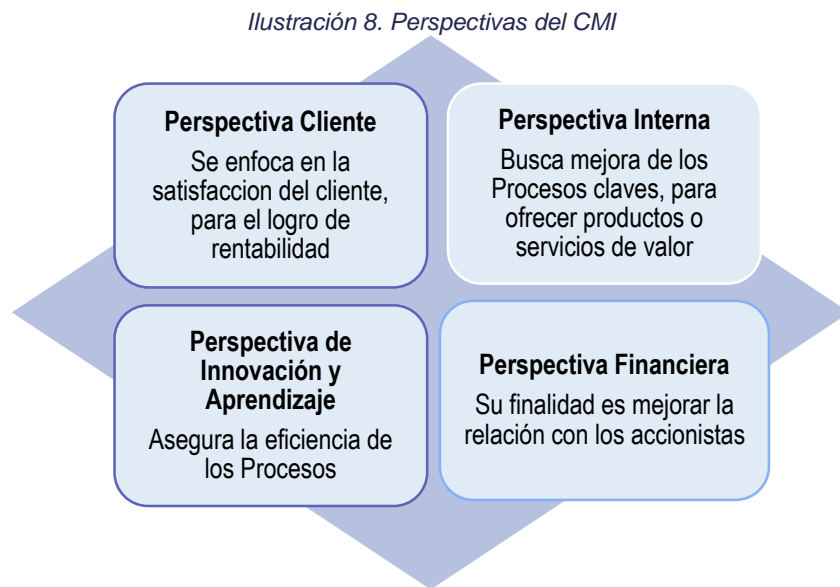 Ilustración 8. Perspectivas del CMI
Perspectiva Cliente
Se enfoca en la
satisfaccion del cliente,
para el logro de
rentabilidad
Perspectiva Interna
Busca mejora de los
Procesos claves, para
ofrecer productos o
servicios de valor
Perspectiva de
Innovación y
Aprendizaje
Asegura la eficiencia de
los Procesos
Perspectiva Financiera
Su finalidad es mejorar la
relación con los accionistas